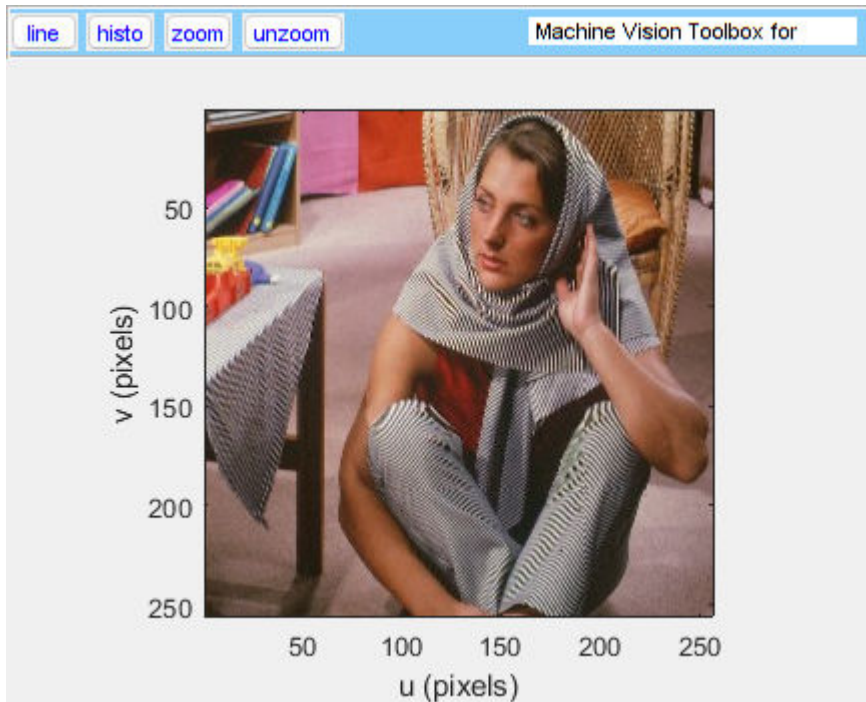 line histo zoom unzoom Machine Vision Toolbox for
50
100
150
200
250
v (pixels)
50 100 150 200 250
u (pixels)